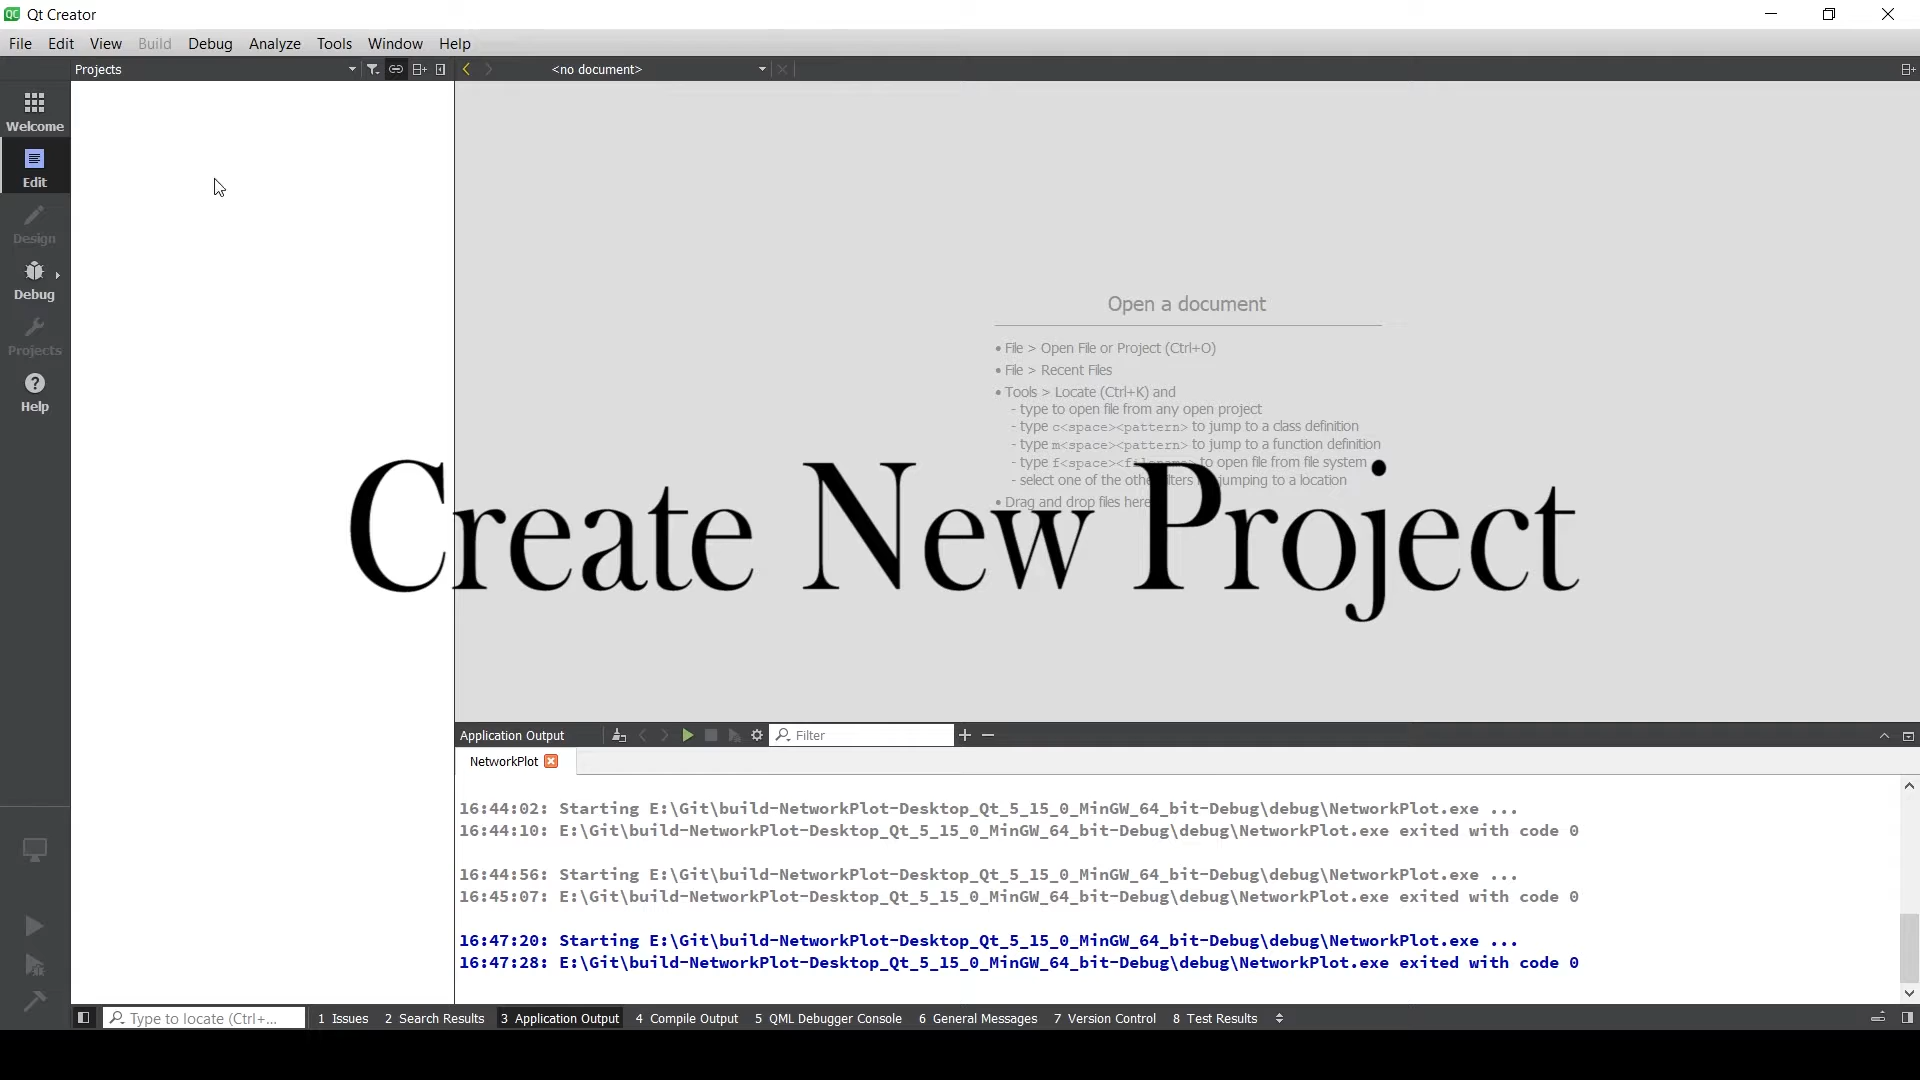 Qt Creator
File Edit View Build Debug Analyze Tools Window Help
Projects
<no document>
Welcome
Edit
Design
Debug
Projects
Help
Open a document
• File > Open File or Project (Ctrl+O)
• File > Recent Files
• Tools > Locate (Ctrl+K) and
- type to open file from any open project
- type c<space><pattern> to jump to a class definition
- type m<space><pattern> to jump to a function definition
- type f<space>< to open file from file system
- select one of the jumping to a location
• Drag and drop files here
Create New Project
Application Output
Filter
NetworkPlot
16:44:02: Starting E:\Git\build-NetworkPlot-Desktop_Qt_5_15_0_MinGW_64_bit-Debug\debug\NetworkPlot.exe ...
16:44:10: E:\Git\build-NetworkPlot-Desktop_Qt_5_15_0_MinGW_64_bit-Debug\debug\NetworkPlot.exe exited with code 0
16:44:56: Starting E:\Git\build-NetworkPlot-Desktop_Qt_5_15_0_MinGW_64_bit-Debug\debug\NetworkPlot.exe ...
16:45:07: E:\Git\build-NetworkPlot-Desktop_Qt_5_15_0_MinGW_64_bit-Debug\debug\NetworkPlot.exe exited with code 0
16:47:20: Starting E:\Git\build-NetworkPlot-Desktop_Qt_5_15_0_MinGW_64_bit-Debug\debug\NetworkPlot.exe ...
16:47:28: E:\Git\build-NetworkPlot-Desktop_Qt_5_15_0_MinGW_64_bit-Debug\debug\NetworkPlot.exe exited with code 0
Type to locate (Ctrl+... 1 Issues 2 Search Results 3 Application Output 4 Compile Output 5 QML Debugger Console 6 General Messages 7 Version Control 8 Test Results